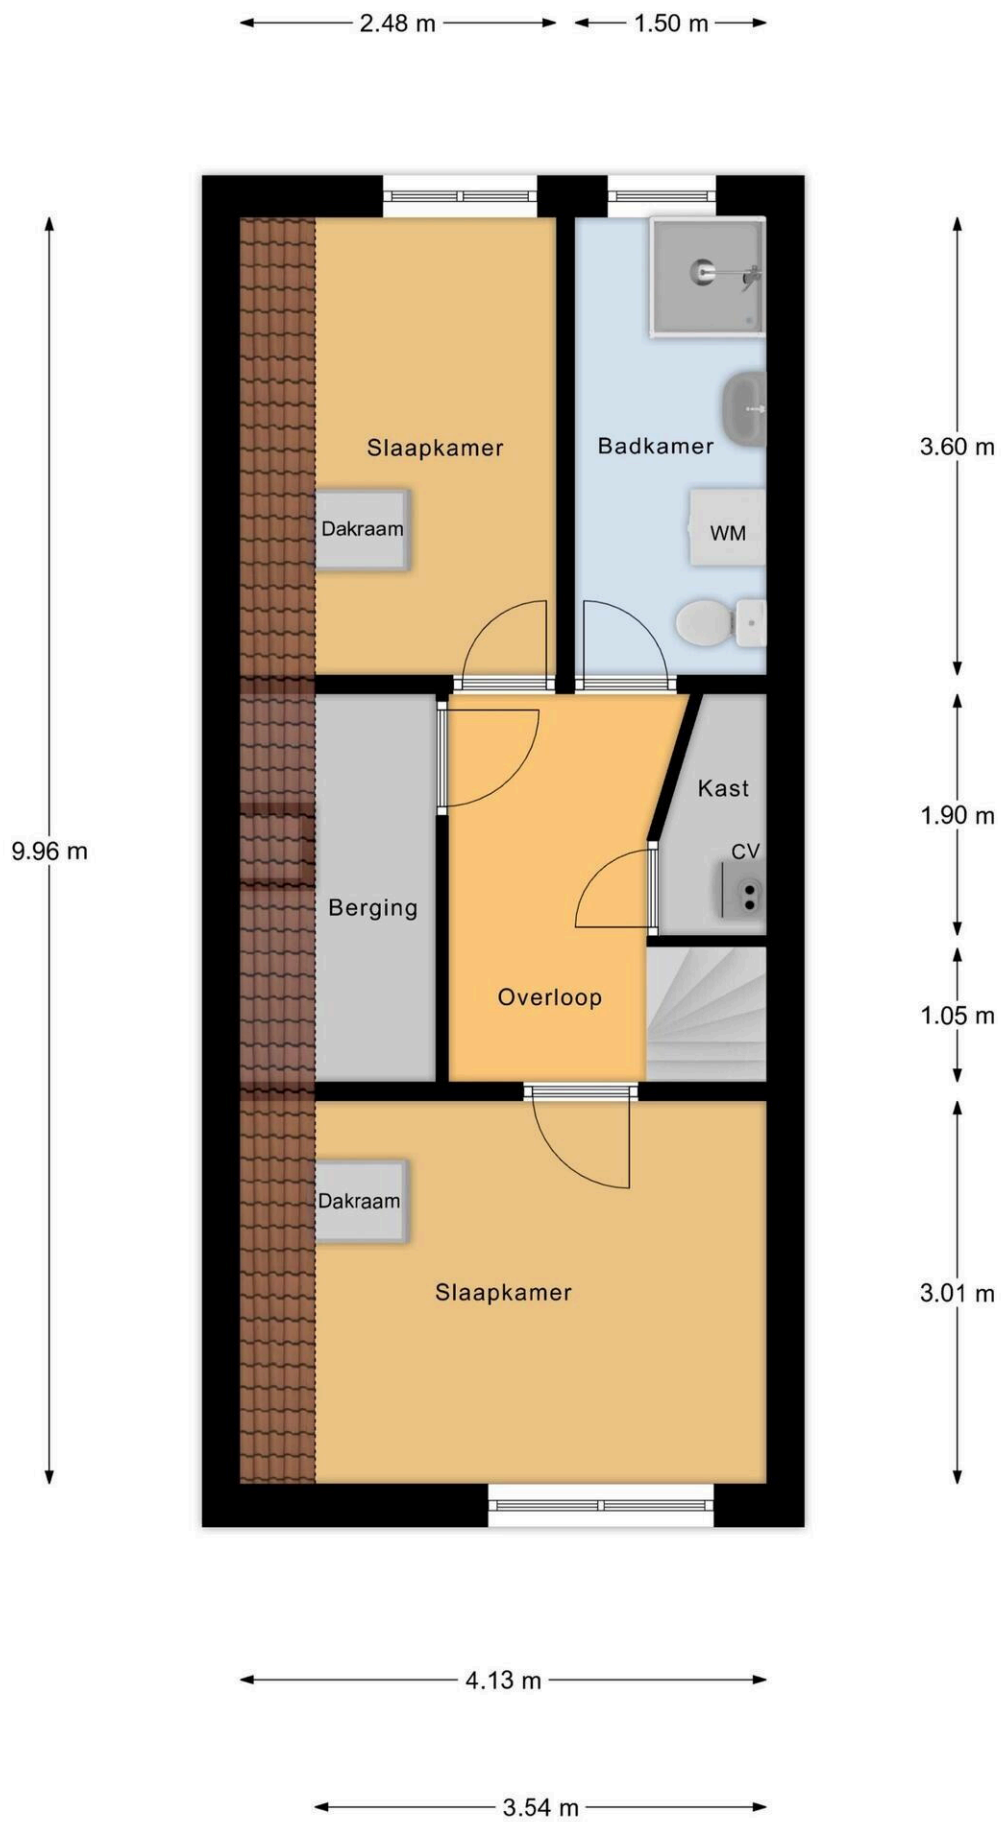 2.48 m
1.50 m
Slaapkamer
Badkamer
3.60 m
Dakraam
WM
Kast
1.90 m
CV
9.96 m
Berging
Overloop
1.05 m
Dakraam
Slaapkamer
3.01 m
4.13 m
3.54 m